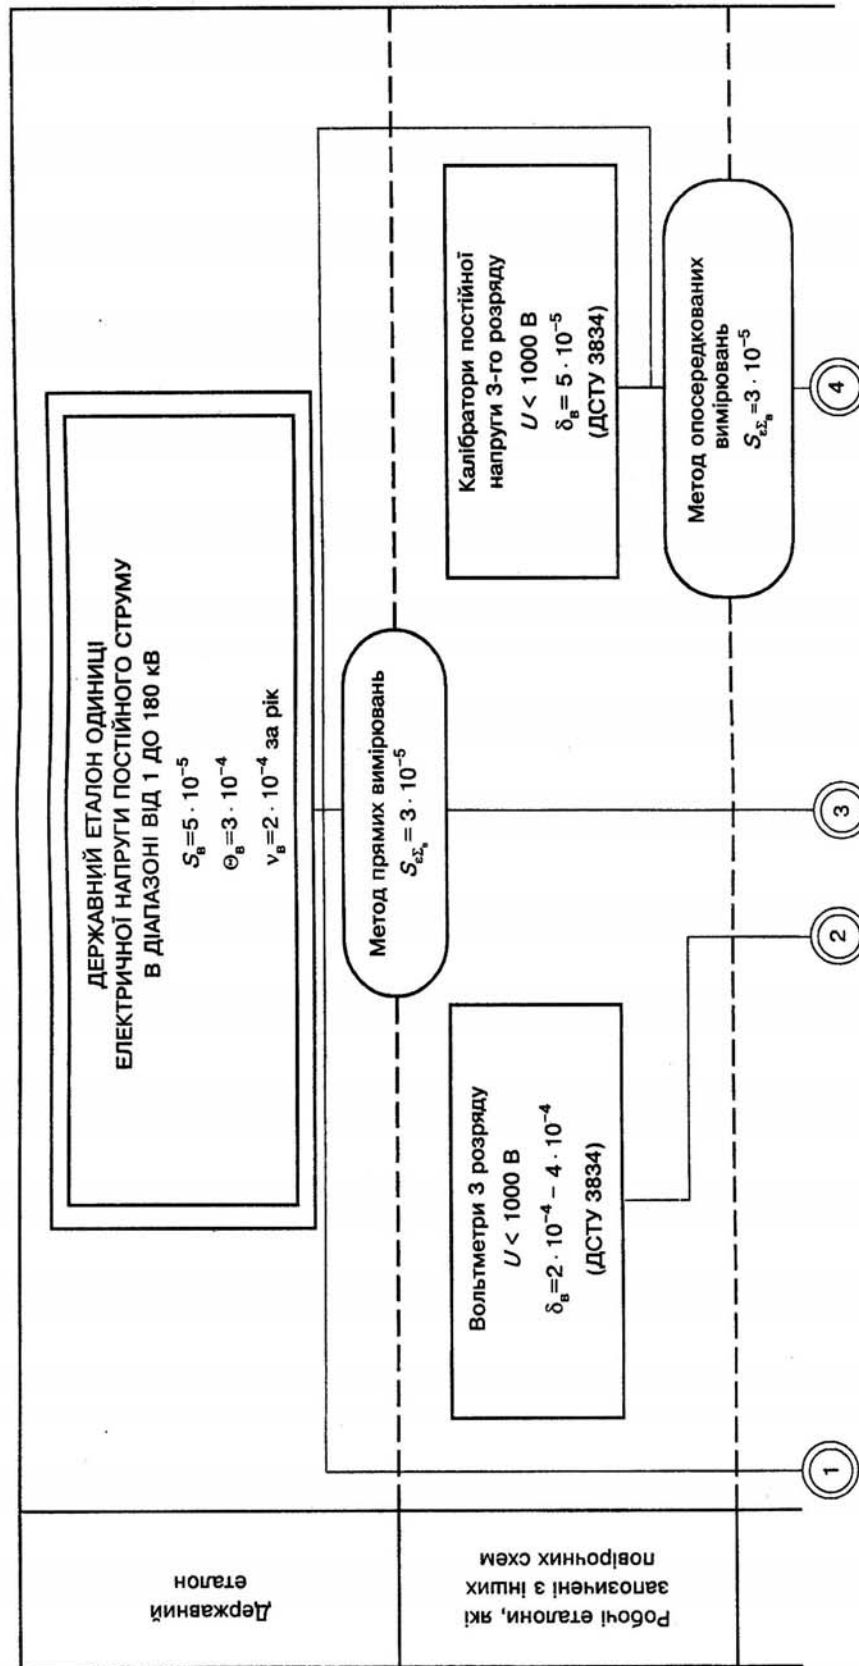 Державний
еталон
ДЕРЖАВНИЙ ЕТАЛОН ОДИНИЦІ
ЕЛЕКТРИЧНОЇ НАПРУГИ ПОСТІЙНОГО СТРУМУ
В ДІАПАЗОНІ ВІД 1 ДО 180 кВ
S_в=5 · 10⁻⁵
Θ_в=3 · 10⁻⁴
ν_в=2 · 10⁻⁴ за рік
Метод прямих вимірювань
S_εΣ_в = 3 · 10⁻⁵
Робочі еталони, які
запозичені з інших
повірочних схем
Вольтметри 3 розряду
U < 1000 В
δ_в=2 · 10⁻⁴ – 4 · 10⁻⁴
(ДСТУ 3834)
Калібратори постійної
напруги 3-го розряду
U < 1000 В
δ_в= 5 · 10⁻⁵
(ДСТУ 3834)
Метод опосередкованих
вимірювань
S_εΣ_в =3 · 10⁻⁵
1
2
3
4